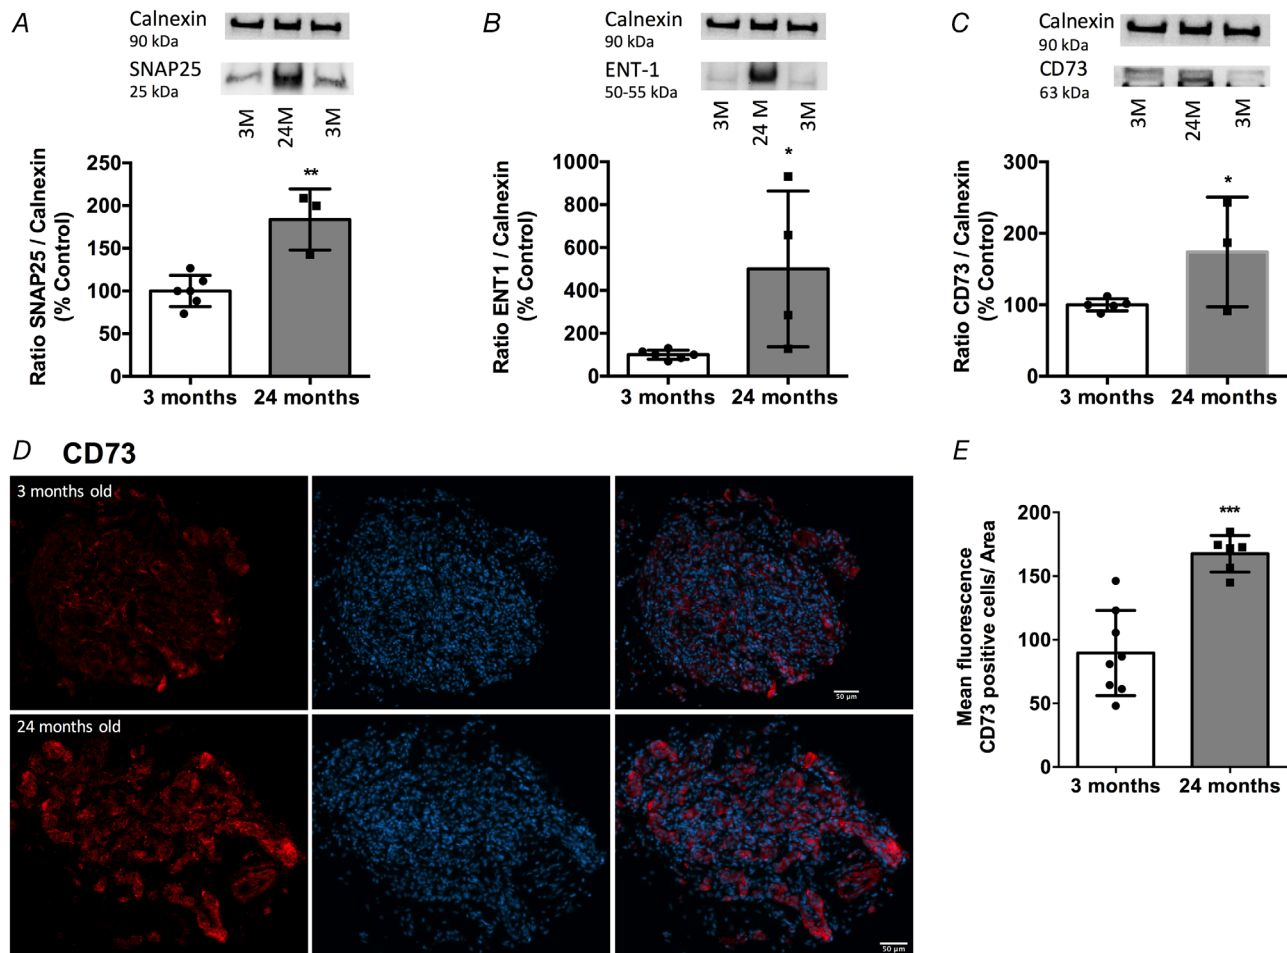 A
Calnexin
90 kDa
SNAP25
25 kDa
3M
24M
3M
Ratio SNAP25 / Calnexin
(% Control)
250
200
150
100
50
0
**
3 months
24 months
B
Calnexin
90 kDa
ENT-1
50-55 kDa
3M
24 M
3M
Ratio ENT1 / Calnexin
(% Control)
1000
800
600
400
200
0
*
3 months
24 months
C
Calnexin
90 kDa
CD73
63 kDa
3M
24M
3M
Ratio CD73 / Calnexin
(% Control)
300
200
100
0
*
3 months
24 months
D CD73
3 months old
50 µm
24 months old
50 µm
E
Mean fluorescence
CD73 positive cells/ Area
200
150
100
50
0
***
3 months
24 months